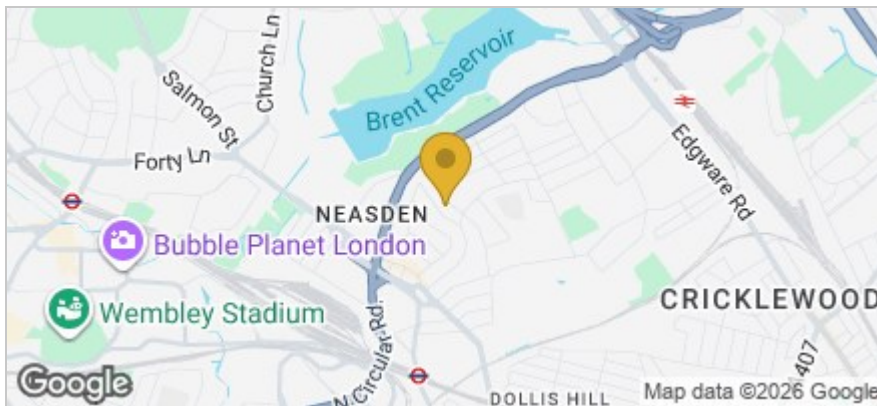 Church Ln
Salmon St
Brent Reservoir
Forty Ln
Edgware Rd
NEASDEN
Bubble Planet London
Wembley Stadium
CRICKLEWOOD
N Circular Rd.
407
DOLLIS HILL
Google
Map data ©2026 Google